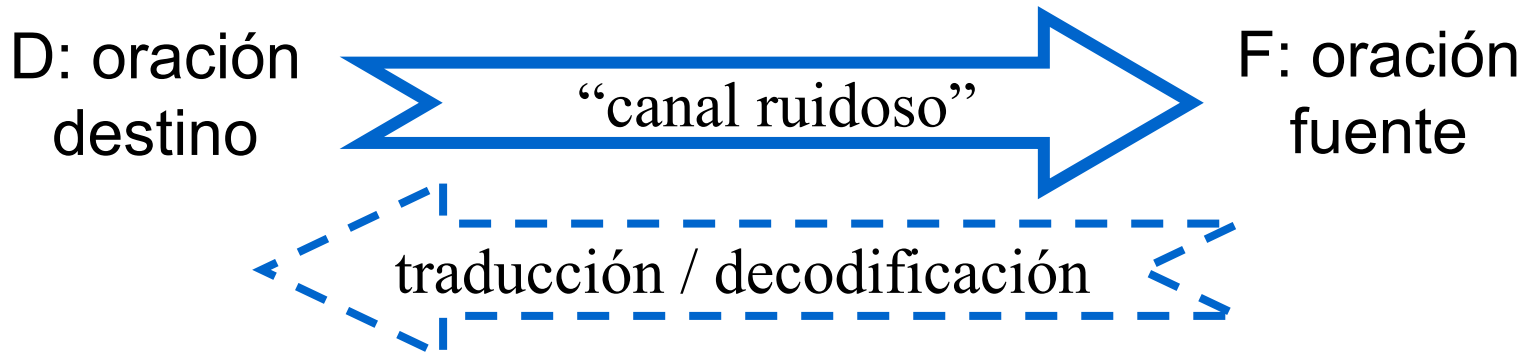 D: oración
destino
“canal ruidoso”
F: oración
fuente
traducción / decodificación